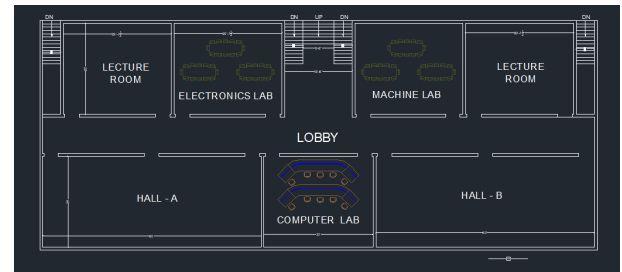 DN
DN UP DN
DN
LECTURE
ROOM
ELECTRONICS LAB
MACHINE LAB
LECTURE
ROOM
LOBBY
HALL - A
COMPUTER LAB
HALL - B